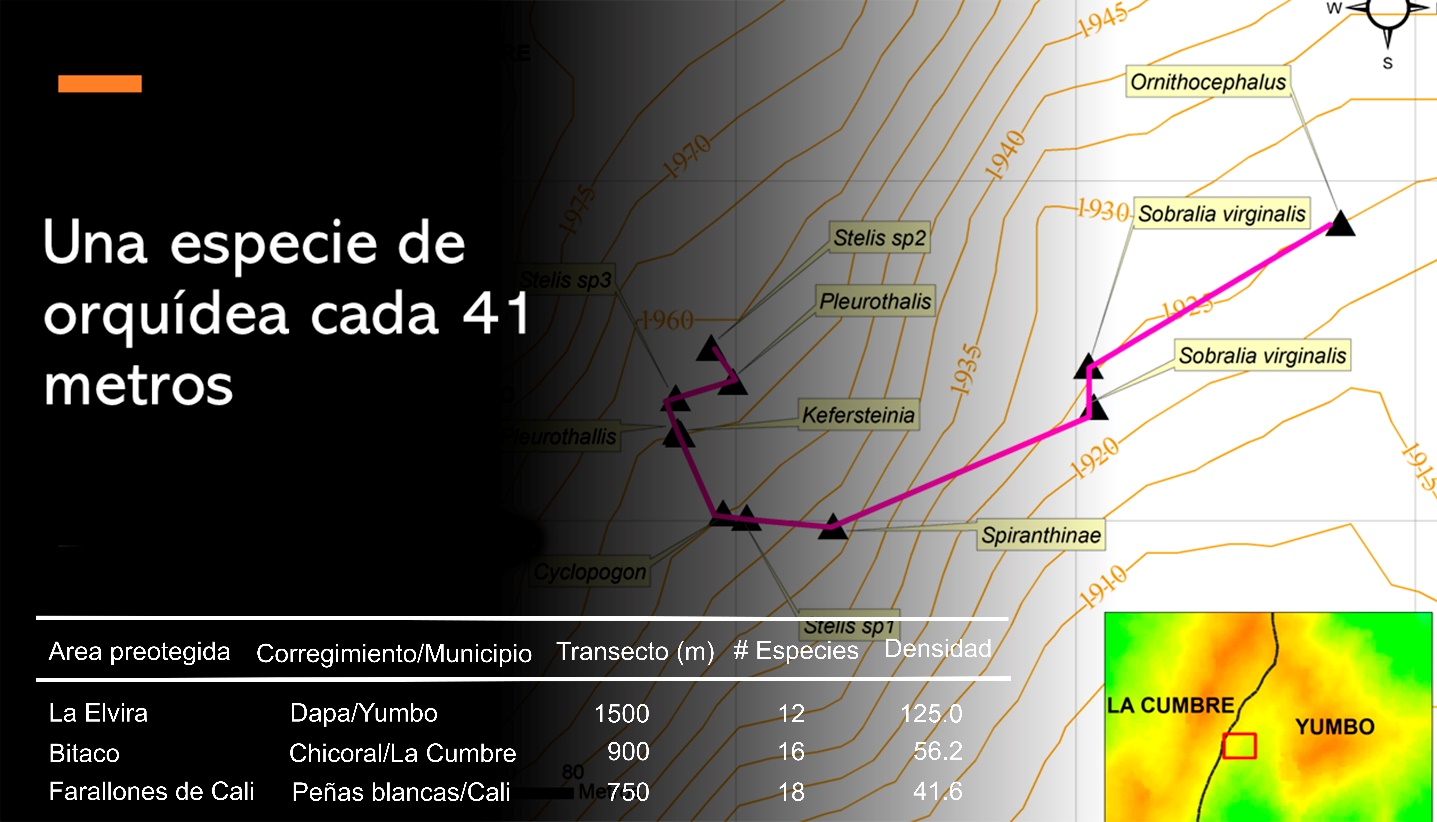 Una especie de
orquídea cada 41
metros
W
S
1945
Ornithocephalus
1970
1940
1975
1930
Sobralia virginalis
Stelis sp2
Stelis sp3
Pleurothalis
1925
1960
1935
Sobralia virginalis
Kefersteinia
Pleurothallis
1920
1915
Spiranthinae
Cyclopogon
1910
Stelis sp1
Area preotegida Corregimiento/Municipio Transecto (m) # Especies Densidad
La Elvira Dapa/Yumbo 1500 12 125.0
Bitaco Chicoral/La Cumbre 900 16 56.2
Farallones de Cali Peñas blancas/Cali 750 18 41.6
80
LA CUMBRE
YUMBO